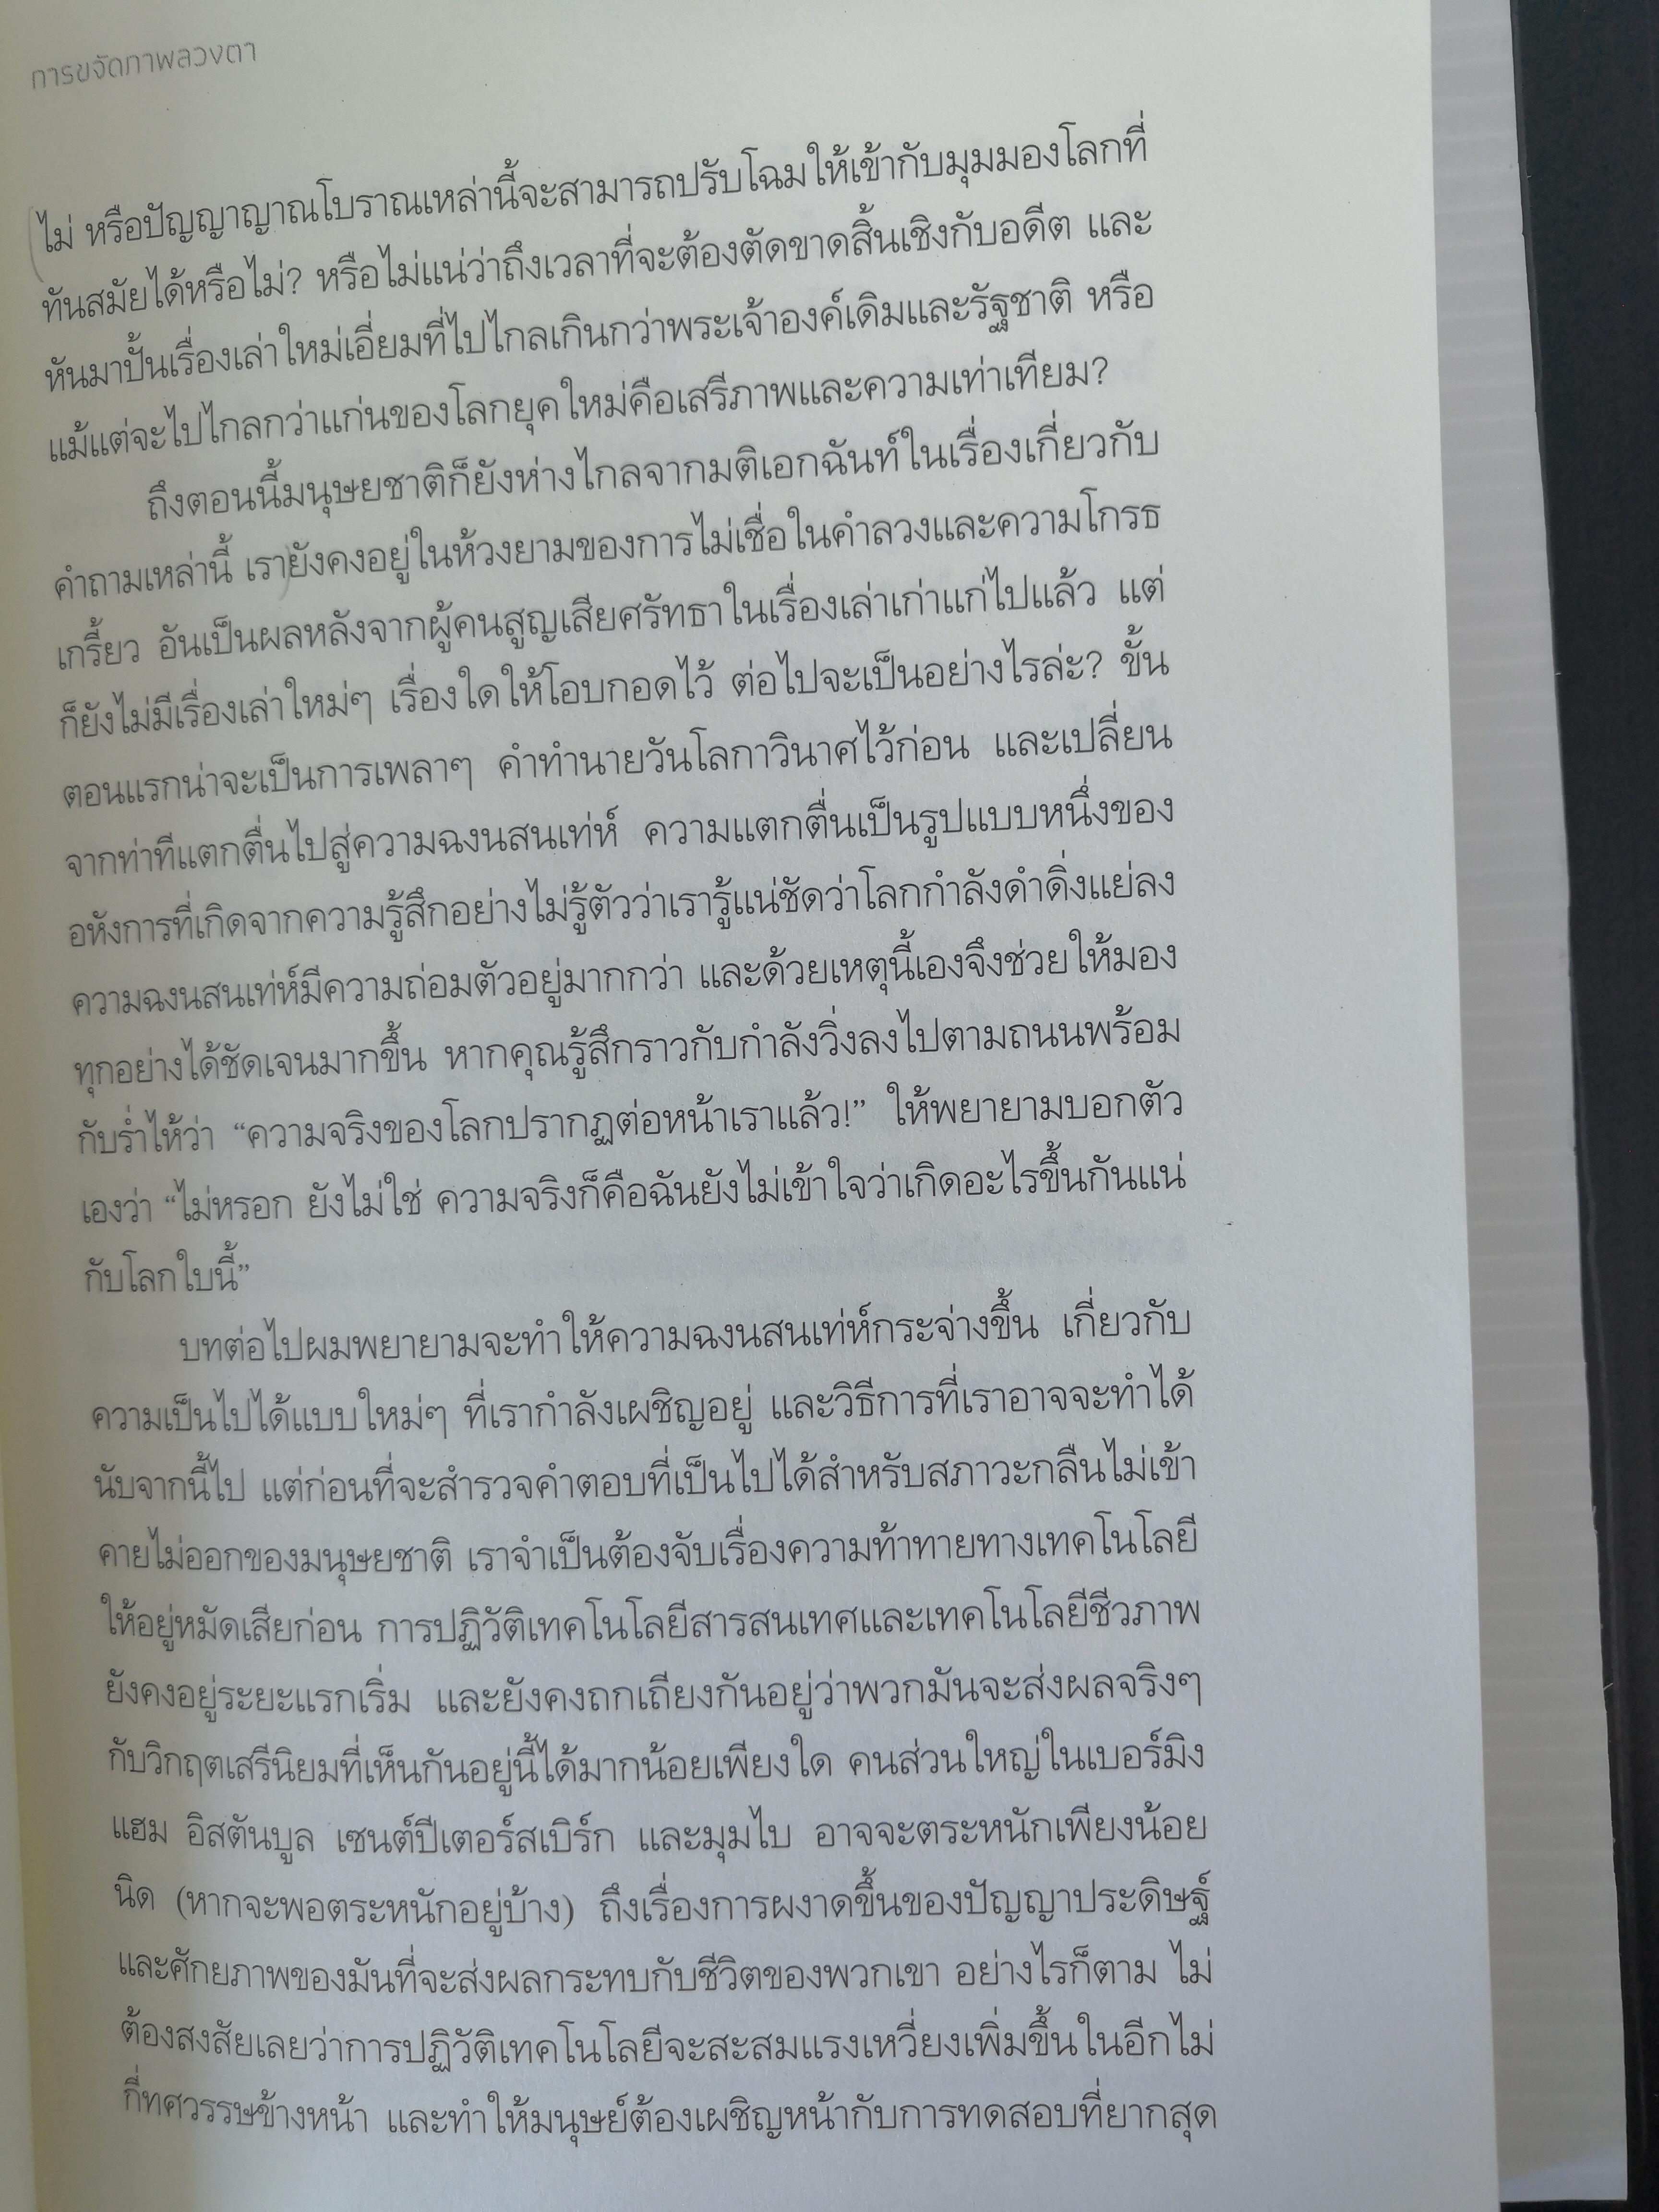 การขจัดภาพลวงตา
ไม่ หรือปัญญาญาณโบราณเหล่านี้จะสามารถปรับโฉมให้เข้ากับมุมมองโลกที่
ทันสมัยได้หรือไม่? หรือไม่แน่ว่าถึงเวลาที่จะต้องตัดขาดสิ้นเชิงกับอดีต และ
หันมาปั้นเรื่องเล่าใหม่เอี่ยมที่ไปไกลเกินกว่าพระเจ้าองค์เดิมและรัฐชาติ หรือ
แม้แต่จะไปไกลกว่าแก่นของโลกยุคใหม่คือเสรีภาพและความเท่าเทียม?
ถึงตอนนี้มนุษยชาติก็ยังห่างไกลจากมติเอกฉันท์ในเรื่องเกี่ยวกับ
คำถามเหล่านี้ เรายังคงอยู่ในห้วงยามของการไม่เชื่อในคำลวงและความโกรธ
เกรี้ยว อันเป็นผลหลังจากผู้คนสูญเสียศรัทธาในเรื่องเล่าเก่าแก่ไปแล้ว แต่
ก็ยังไม่มีเรื่องเล่าใหม่ๆ เรื่องใดให้โอบกอดไว้ ต่อไปจะเป็นอย่างไรล่ะ? ขั้น
ตอนแรกน่าจะเป็นการเพลาๆ คำทำนายวันโลกาวินาศไว้ก่อน และเปลี่ยน
จากท่าทีแตกตื่นไปสู่ความฉงนสนเท่ห์ ความแตกตื่นเป็นรูปแบบหนึ่งของ
อหังการที่เกิดจากความรู้สึกอย่างไม่รู้ตัวว่าเรารู้แน่ชัดว่าโลกกำลังดำดิ่งแย่ลง
ความฉงนสนเท่ห์มีความถ่อมตัวอยู่มากกว่า และด้วยเหตุนี้เองจึงช่วยให้มอง
ทุกอย่างได้ชัดเจนมากขึ้น หากคุณรู้สึกราวกับกำลังวิ่งลงไปตามถนนพร้อม
กับร่ำไห้ว่า “ความจริงของโลกปรากฏต่อหน้าเราแล้ว!” ให้พยายามบอกตัว
เองว่า “ไม่หรอก ยังไม่ใช่ ความจริงก็คือฉันยังไม่เข้าใจว่าเกิดอะไรขึ้นกันแน่
กับโลกใบนี้”
บทต่อไปผมพยายามจะทำให้ความฉงนสนเท่ห์กระจ่างขึ้น เกี่ยวกับ
ความเป็นไปได้แบบใหม่ๆ ที่เรากำลังเผชิญอยู่ และวิธีการที่เราอาจจะทำได้
นับจากนี้ไป แต่ก่อนที่จะสำรวจคำตอบที่เป็นไปได้สำหรับสภาวะกลืนไม่เข้า
คายไม่ออกของมนุษยชาติ เราจำเป็นต้องจับเรื่องความท้าทายทางเทคโนโลยี
ให้อยู่หมัดเสียก่อน การปฏิวัติเทคโนโลยีสารสนเทศและเทคโนโลยีชีวภาพ
ยังคงอยู่ระยะแรกเริ่ม และยังคงถกเถียงกันอยู่ว่าพวกมันจะส่งผลจริงๆ
กับวิกฤตเสรีนิยมที่เห็นกันอยู่นี้ได้มากน้อยเพียงใด คนส่วนใหญ่ในเบอร์มิง
แฮม อิสตันบูล เซนต์ปีเตอร์สเบิร์ก และมุมไบ อาจจะตระหนักเพียงน้อย
นิด (หากจะพอตระหนักอยู่บ้าง) ถึงเรื่องการผงาดขึ้นของปัญญาประดิษฐ์
และศักยภาพของมันที่จะส่งผลกระทบกับชีวิตของพวกเขา อย่างไรก็ตาม ไม่
ต้องสงสัยเลยว่าการปฏิวัติเทคโนโลยีจะสะสมแรงเหวี่ยงเพิ่มขึ้นในอีกไม่
กี่ทศวรรษข้างหน้า และทำให้มนุษย์ต้องเผชิญหน้ากับการทดสอบที่ยากสุด